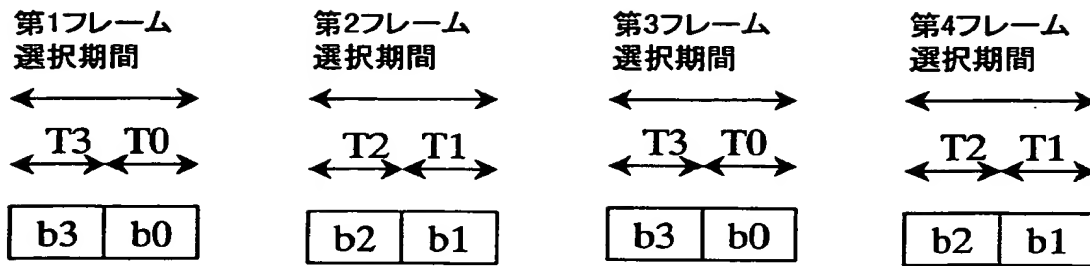 第1フレーム
選択期間
T3 T0
b3 b0
第2フレーム
選択期間
T2 T1
b2 b1
第3フレーム
選択期間
T3 T0
b3 b0
第4フレーム
選択期間
T2 T1
b2 b1